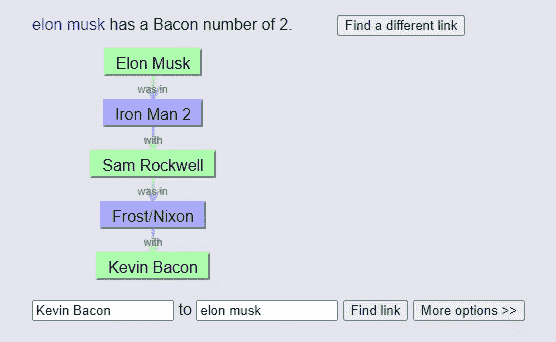 elon musk has a Bacon number of 2. Find a different link
Elon Musk
was in
Iron Man 2
with
Sam Rockwell
was in
Frost/Nixon
with
Kevin Bacon
Kevin Bacon to elon musk Find link More options >>